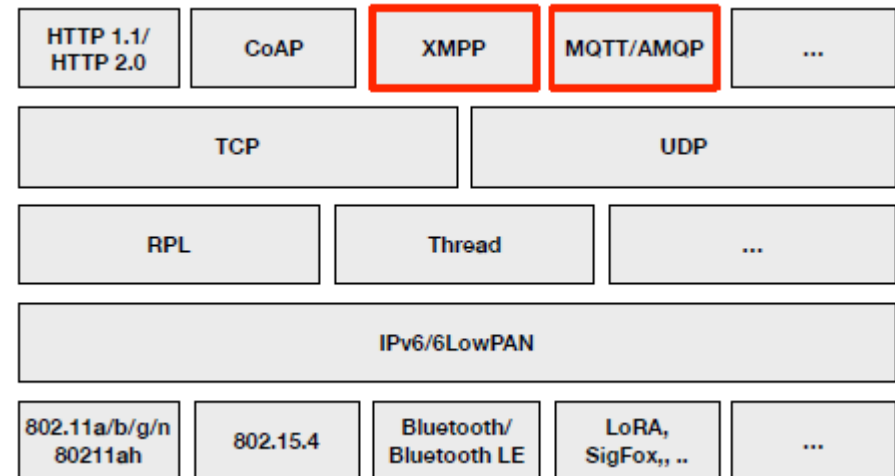 HTTP 1.1/
HTTP 2.0
CoAP
XMPP
MQTT/AMQP
...
TCP
UDP
RPL
Thread
...
IPv6/6LowPAN
802.11a/b/g/n
80211ah
802.15.4
Bluetooth/
Bluetooth LE
LoRA,
SigFox,, ..
...